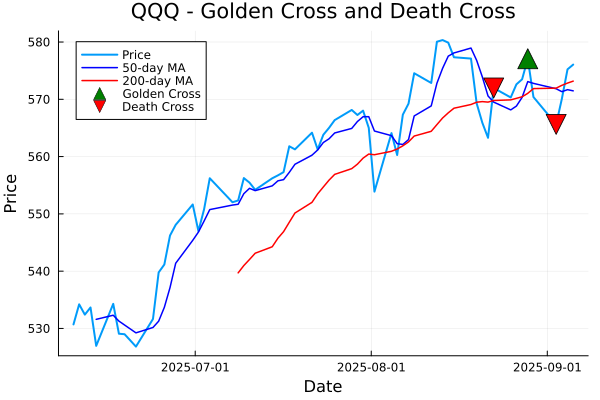 QQQ - Golden Cross and Death Cross
Price
50-day MA
200-day MA
Golden Cross
Death Cross
580
570
560
550
540
530
Price
2025-07-01
2025-08-01
2025-09-01
Date